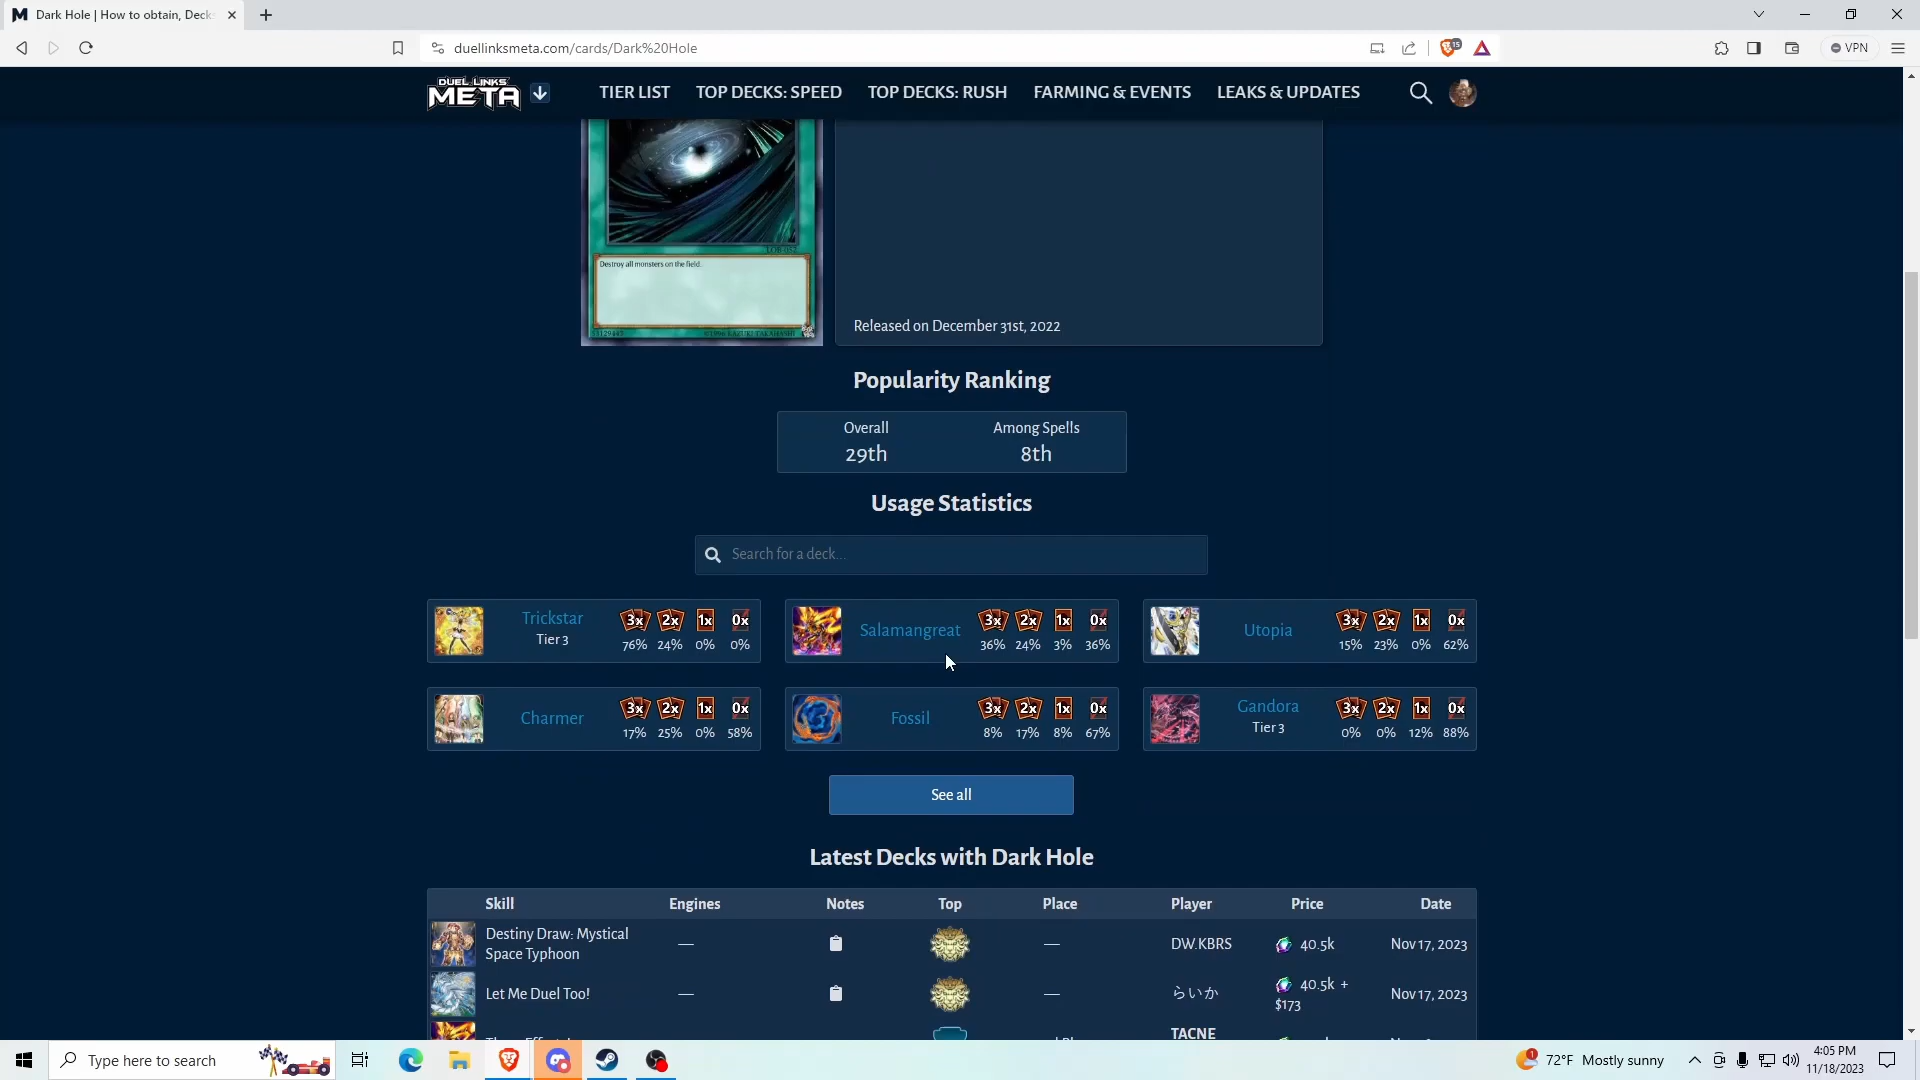 Dark Hole | How to obtain, Deck
duellinksmeta.com/cards/Dark%20Hole
15
VPN
DUEL LINKS
META
TIER LIST
TOP DECKS: SPEED
TOP DECKS: RUSH
FARMING & EVENTS
LEAKS & UPDATES
Destroy all monsters on the field.
Released on December 31st, 2022
Popularity Ranking
Overall
Among Spells
29th
8th
Usage Statistics
Search for a deck...
Trickstar
Tier 3
3x 2x 1x 0x
76% 24% 0% 0%
Salamangreat
3x 2x 1x 0x
36% 24% 3% 36%
Utopia
3x 2x 1x 0x
15% 23% 0% 62%
Charmer
3x 2x 1x 0x
17% 25% 0% 58%
Fossil
3x 2x 1x 0x
8% 17% 8% 67%
Gandora
Tier 3
3x 2x 1x 0x
0% 0% 12% 88%
See all
Latest Decks with Dark Hole
Skill Engines Notes Top Place Player Price Date
Destiny Draw: Mystical
Space Typhoon
—
—
DW.KBRS
40.5k
Nov 17, 2023
Let Me Duel Too!
—
—
らいか
40.5k +
$173
Nov 17, 2023
TACNE
Type here to search
1
72°F Mostly sunny
4:05 PM
11/18/2023